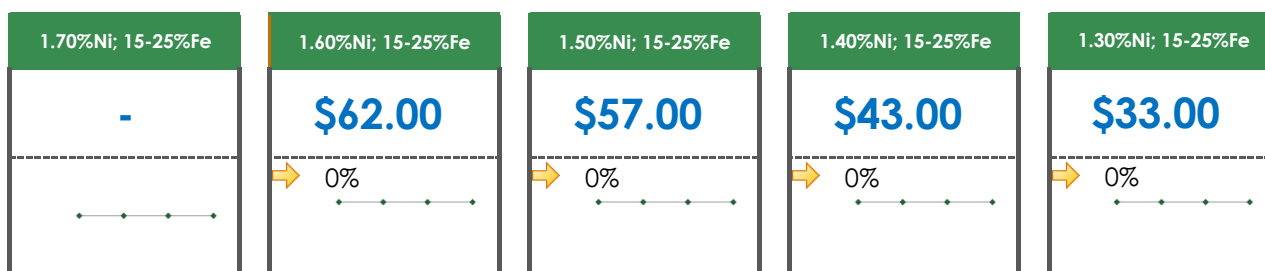 1.70%Ni; 15-25%Fe
-
1.60%Ni; 15-25%Fe
$62.00
0%
1.50%Ni; 15-25%Fe
$57.00
0%
1.40%Ni; 15-25%Fe
$43.00
0%
1.30%Ni; 15-25%Fe
$33.00
0%